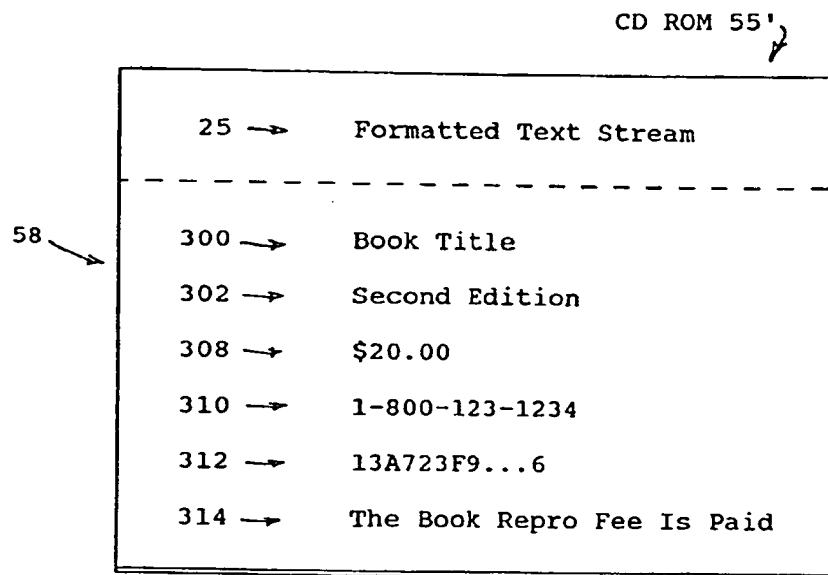 CD ROM 55'
25 Formatted Text Stream
58
300 Book Title
302 Second Edition
308 $20.00
310 1-800-123-1234
312 13A723F9...6
314 The Book Repro Fee Is Paid